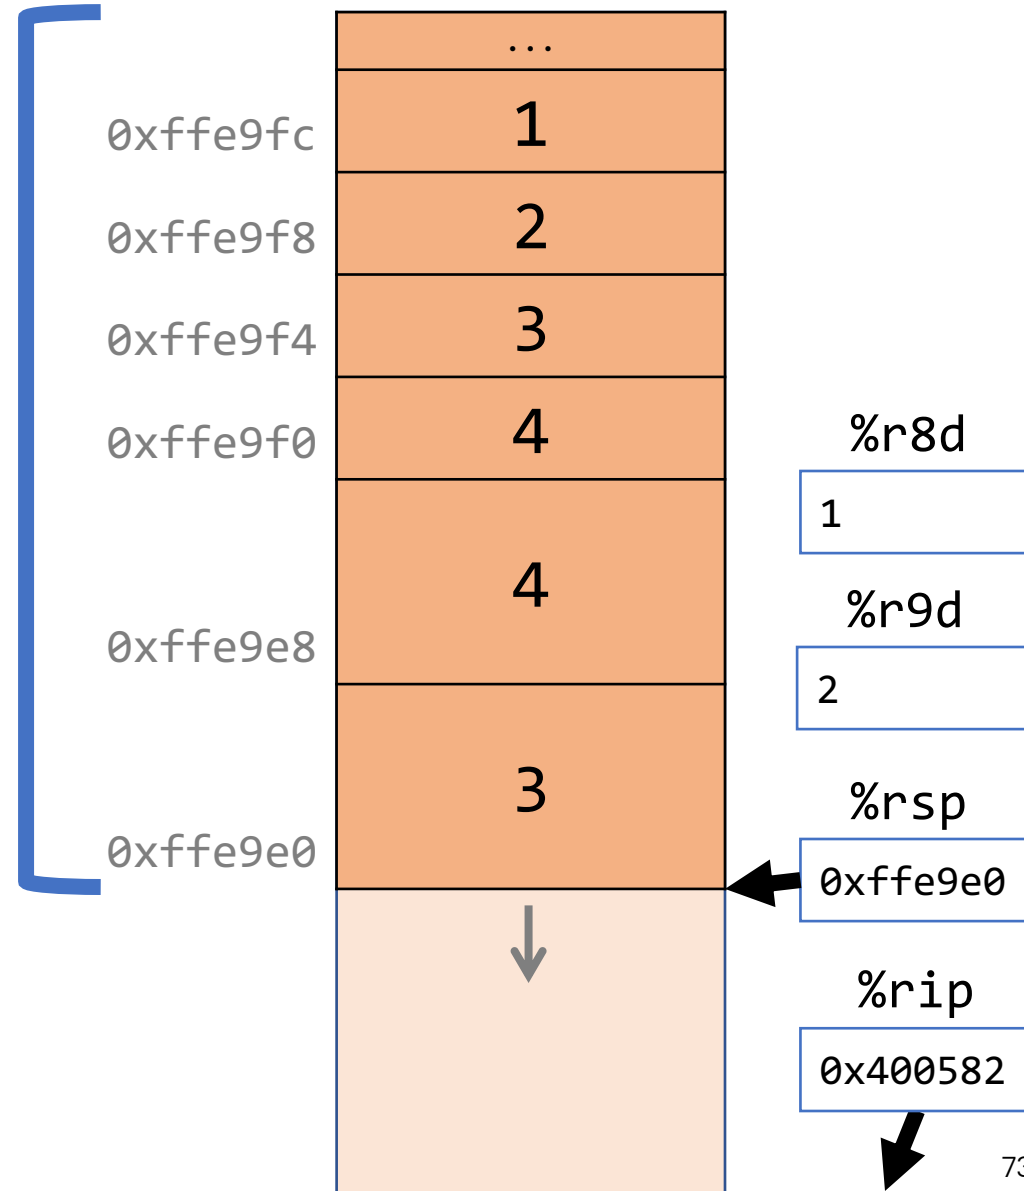 ...
0xffe9fc 1
0xffe9f8 2
0xffe9f4 3
0xffe9f0 4
%r8d
1
4
0xffe9e8
%r9d
2
3
%rsp
0xffe9e0 0xffe9e0
%rip
0x400582
73